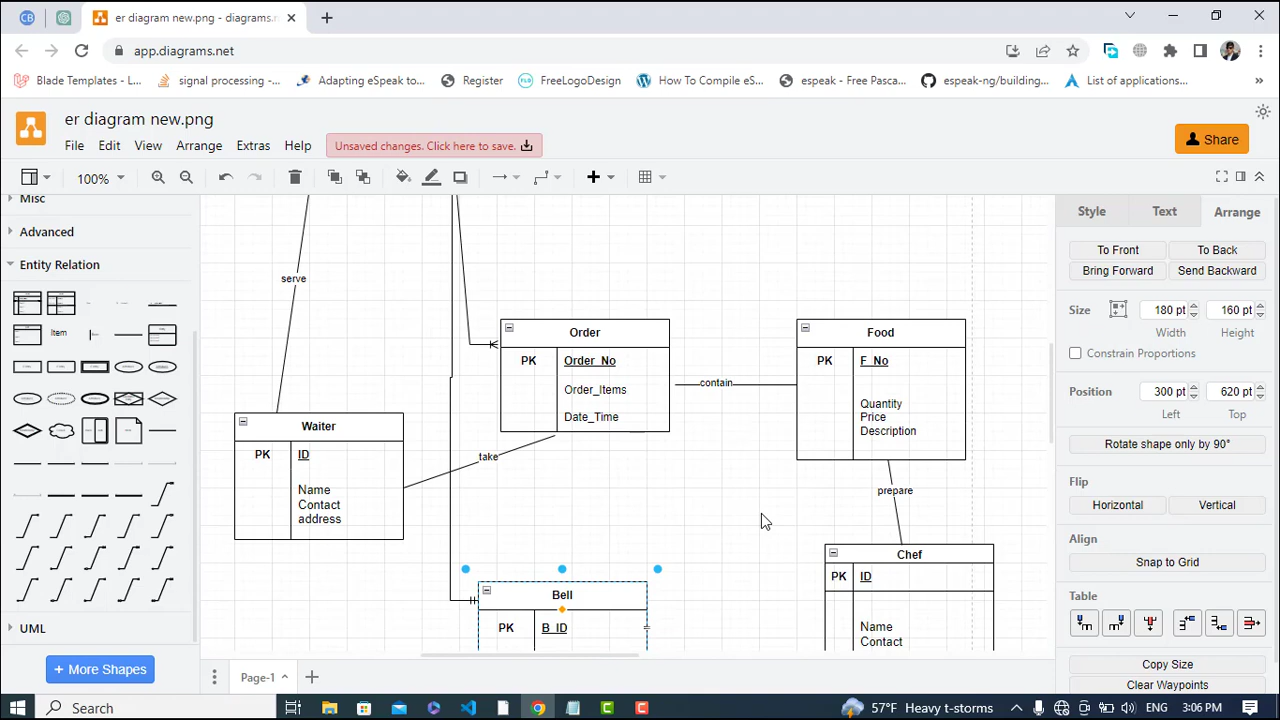 CB
er diagram new.png - diagrams.n
app.diagrams.net
Blade Templates - L...
signal processing -...
Adapting eSpeak to...
Register
FLD
FreeLogoDesign
How To Compile eS...
espeak - Free Pasca...
espeak-ng/building...
List of applications...
»
er diagram new.png
File
Edit
View
Arrange
Extras
Help
Unsaved changes. Click here to save.
Share
100%
Misc
Advanced
Entity Relation
Item
UML
+ More Shapes
serve
Order
PK
Order_No
Order_Items
Date_Time
contain
Food
PK
F_No
Quantity
Price
Description
Waiter
PK
ID
Name
Contact
address
take
prepare
Bell
PK
B_ID
Chef
PK
ID
Name
Contact
Style
Text
Arrange
To Front
To Back
Bring Forward
Send Backward
Size
180 pt
160 pt
Width
Height
Constrain Proportions
Position
300 pt
620 pt
Left
Top
Rotate shape only by 90°
Flip
Horizontal
Vertical
Align
Snap to Grid
Table
Copy Size
Clear Waypoints
Page-1
Search
57°F Heavy t-storms
ENG
3:06 PM